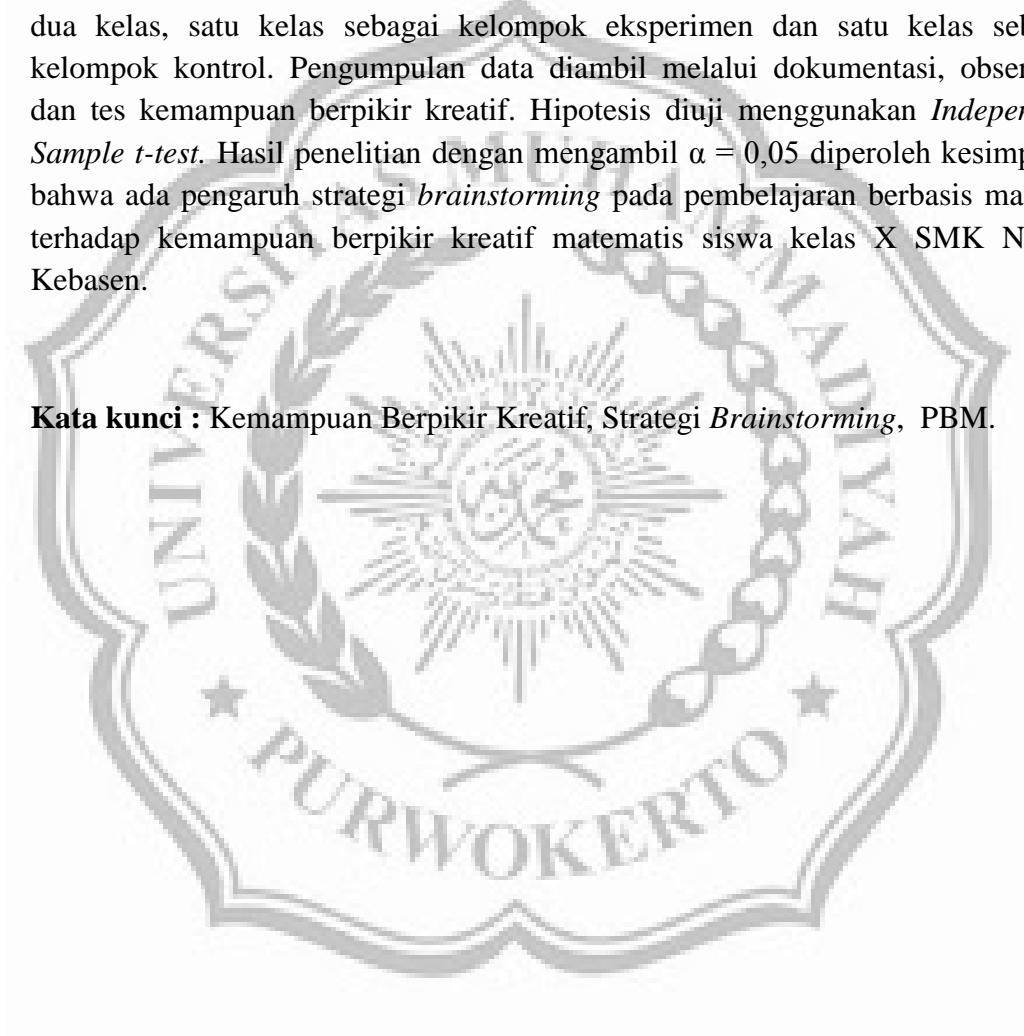 dua kelas, satu kelas sebagai kelompok eksperimen dan satu kelas seb
kelompok kontrol. Pengumpulan data diambil melalui dokumentasi, obser
dan tes kemampuan berpikir kreatif. Hipotesis diuji menggunakan Indeper
Sample t-test. Hasil penelitian dengan mengambil α = 0,05 diperoleh kesimp
bahwa ada pengaruh strategi brainstorming pada pembelajaran berbasis ma
terhadap kemampuan berpikir kreatif matematis siswa kelas X SMK N
Kebasen.
Kata kunci : Kemampuan Berpikir Kreatif, Strategi Brainstorming, PBM.
UNIVERSITAS MUHAMMADIYAH
PURWOKERTO